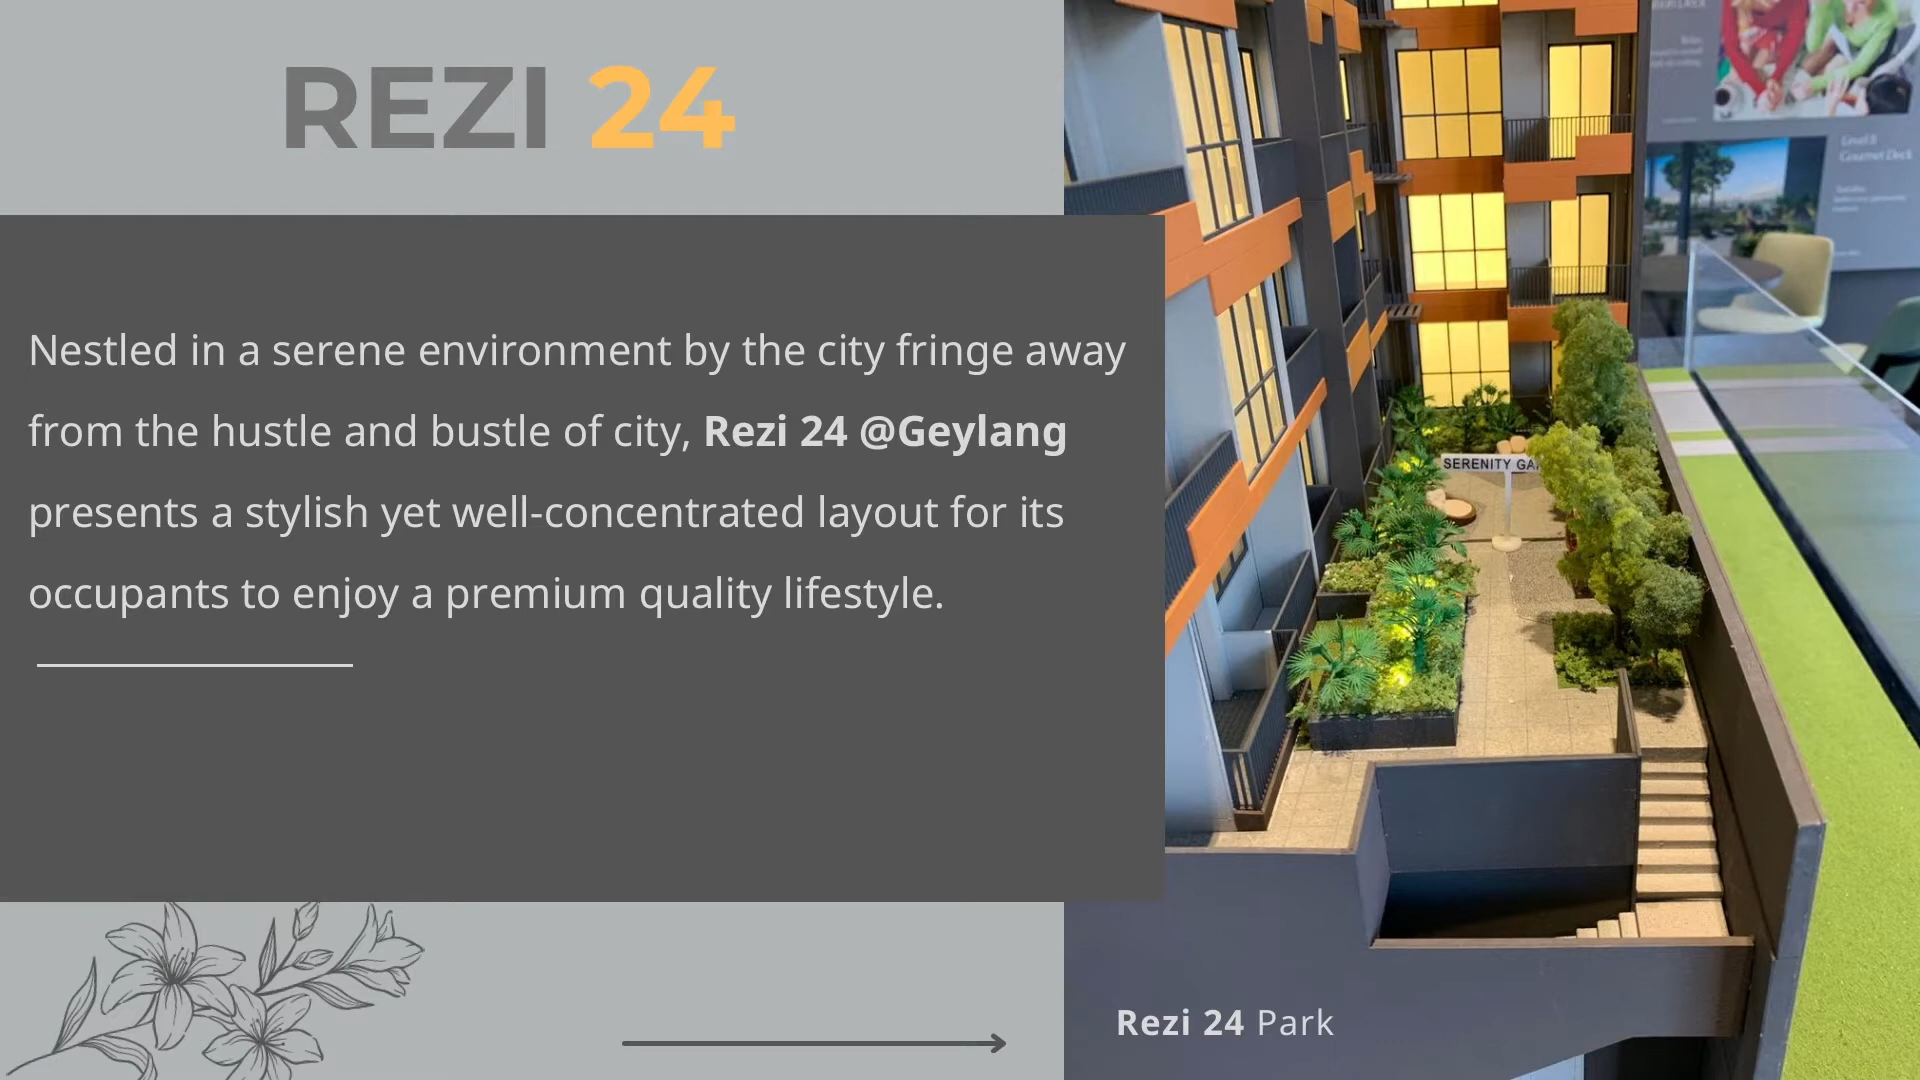 REZI 24
Nestled in a serene environment by the city fringe away
from the hustle and bustle of city, Rezi 24 @Geylang
presents a stylish yet well-concentrated layout for its
occupants to enjoy a premium quality lifestyle.
SERENITY
Gourmet Deck
Rezi 24 Park